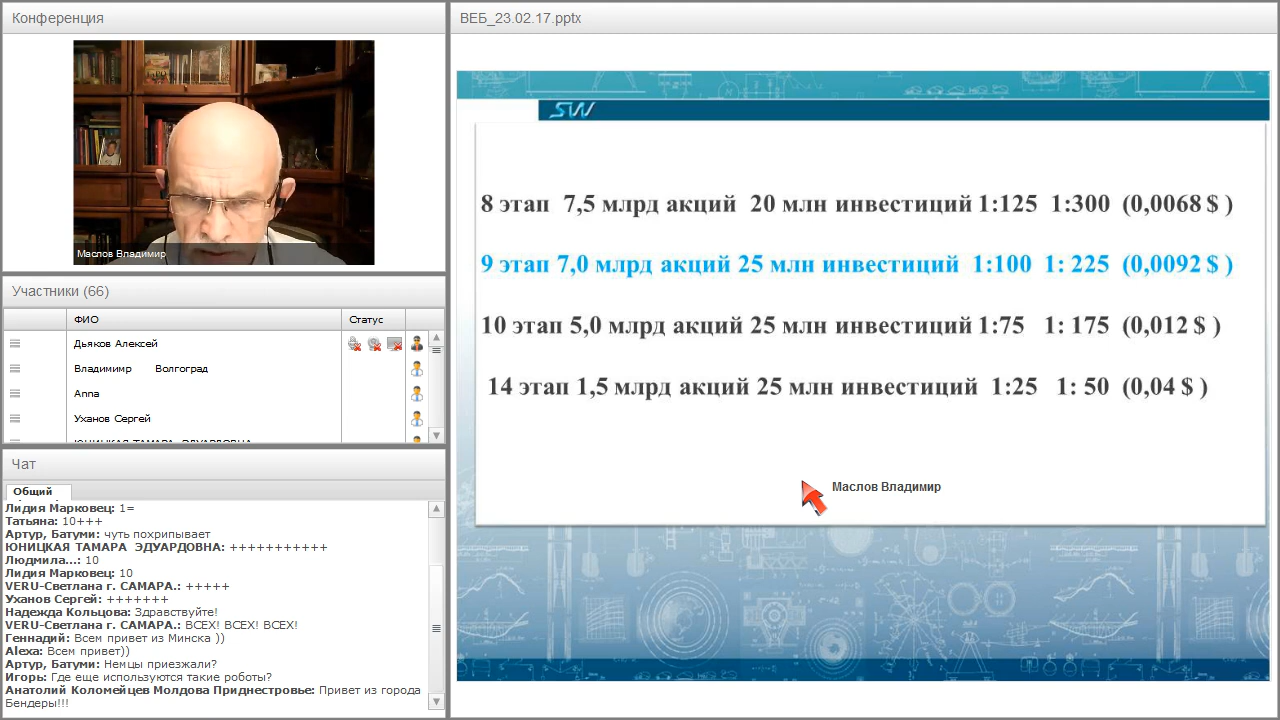 Конференция
Маслов Владимир
Участники (66)
ФИО Статус
Дьяков Алексей
Владиимир Волгоград
Anna
Уханов Сергей
ЮНИЦКАЯ ТАМАРА ЭДУАРДОВНА
Чат
Общий
Лидия Марковец: 1=
Татьяна: 10+++
Артур, Батуми: чуть похрипывает
ЮНИЦКАЯ ТАМАРА ЭДУАРДОВНА: +++++++++++
Людмила...: 10
Лидия Марковец: 10
VERU-Светлана г. САМАРА.: +++++
Уханов Сергей: +++++++
Надежда Кольцова: Здравствуйте!
VERU-Светлана г. САМАРА.: ВСЕХ! ВСЕХ! ВСЕХ!
Геннадий: Всем привет из Минска ))
Alexa: Всем привет))
Артур, Батуми: Немцы приезжали?
Игорь: Где еще используются такие роботы?
Анатолий Коломейцев Молдова Приднестровье: Привет из города
Бендеры!!!
ВЕБ_23.02.17.pptx
SW
8 этап 7,5 млрд акций 20 млн инвестиций 1:125 1:300 (0,0068 $ )
9 этап 7,0 млрд акций 25 млн инвестиций 1:100 1: 225 (0,0092 $ )
10 этап 5,0 млрд акций 25 млн инвестиций 1:75 1: 175 (0,012 $ )
14 этап 1,5 млрд акций 25 млн инвестиций 1:25 1: 50 (0,04 $ )
Маслов Владимир